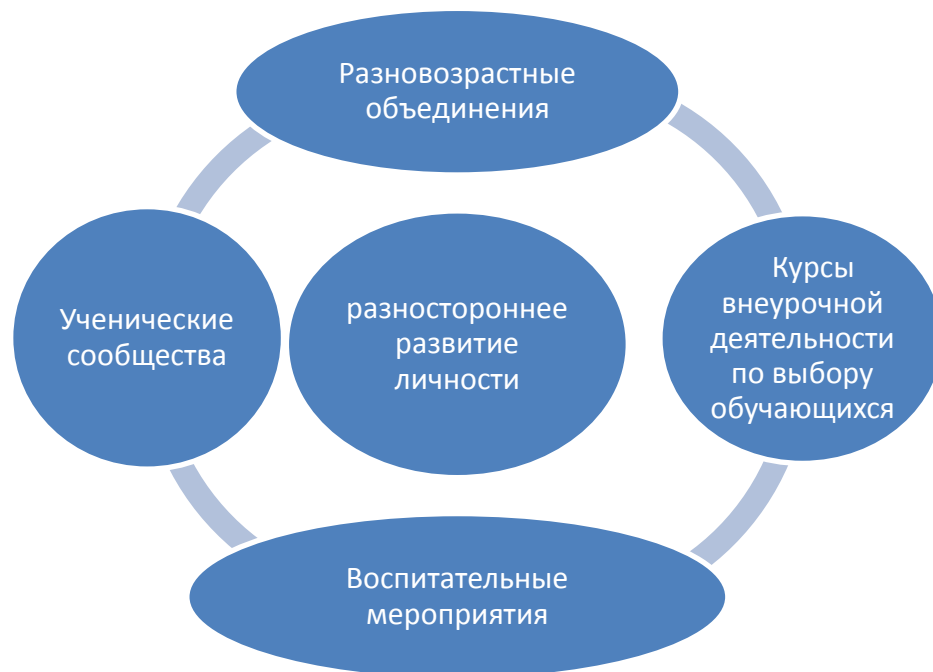 Разновозрастные
объединения
Ученические
сообщества
разностороннее
развитие
личности
Курсы
внеурочной
деятельности
по выбору
обучающихся
Воспитательные
мероприятия